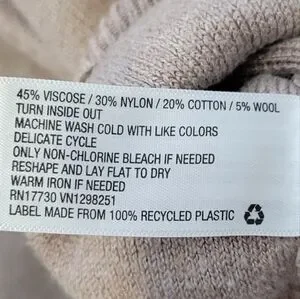 45% VISCOSE / 30% NYLON / 20% COTTON / 5% WOOL
TURN INSIDE OUT
MACHINE WASH COLD WITH LIKE COLORS
DELICATE CYCLE
ONLY NON-CHLORINE BLEACH IF NEEDED
RESHAPE AND LAY FLAT TO DRY
WARM IRON IF NEEDED
RN17730 VN1298251
LABEL MADE FROM 100% RECYCLED PLASTIC